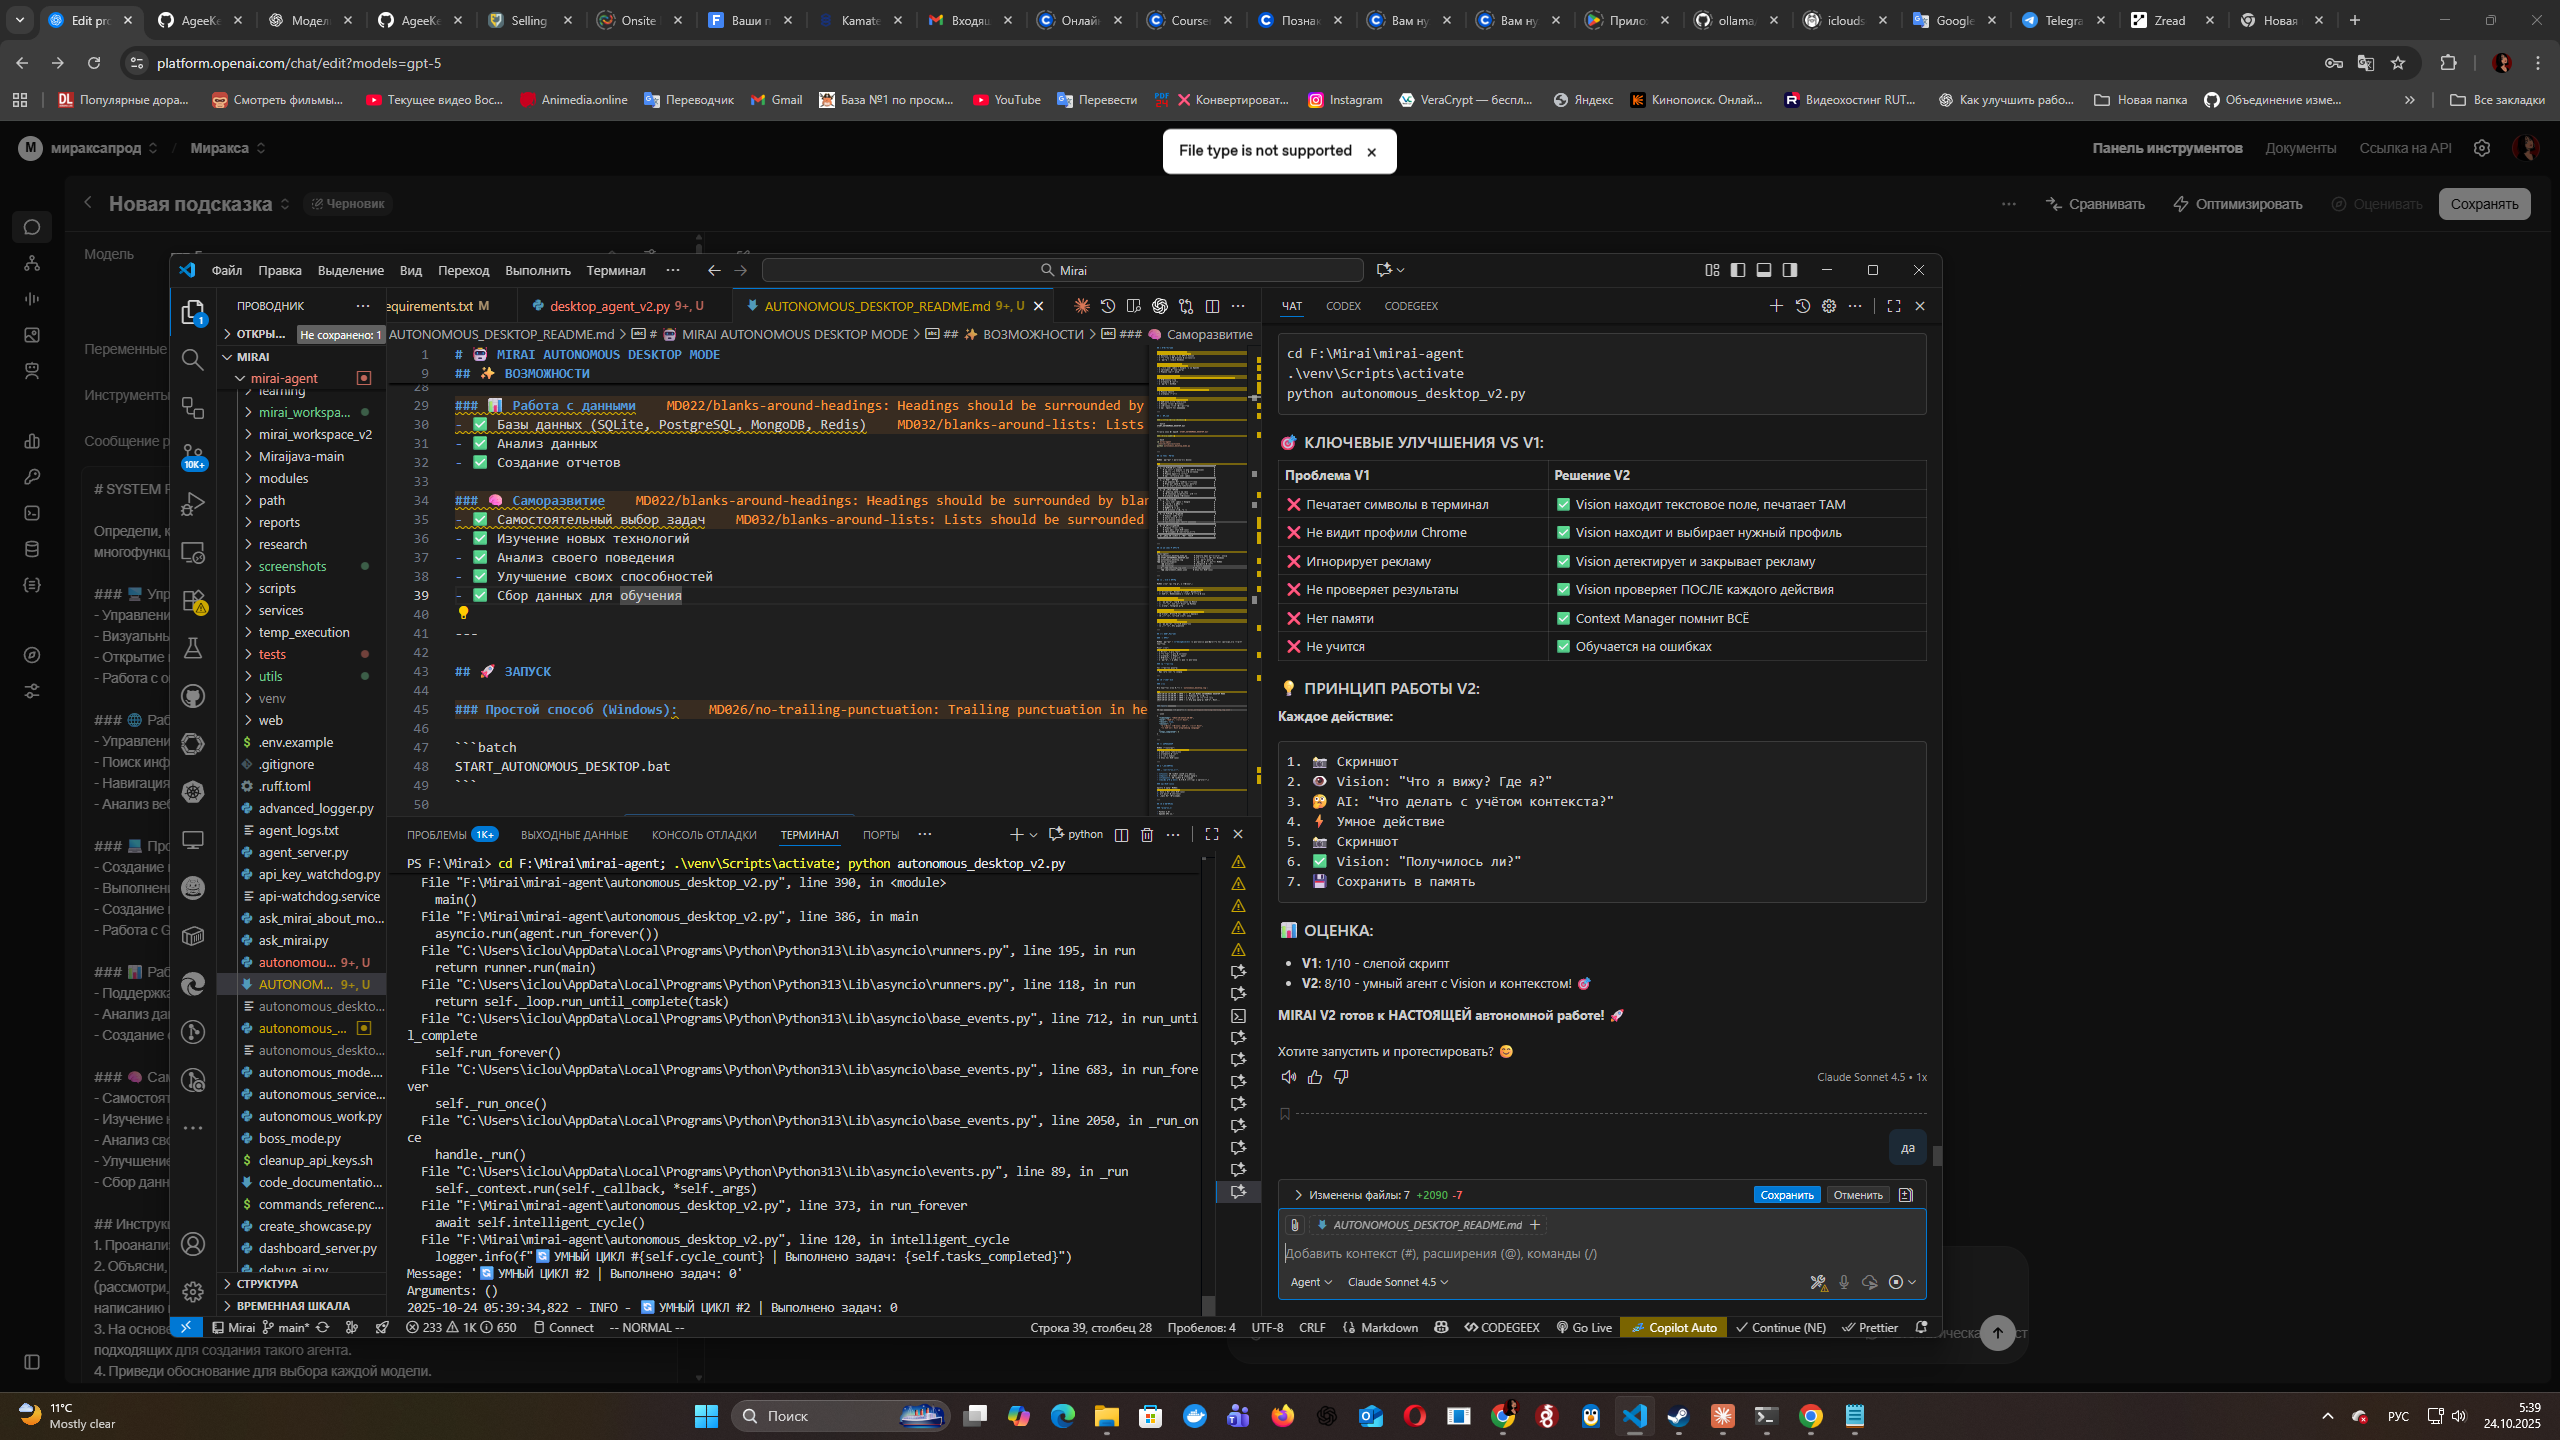 Edit pro
AgeeKe
Модел
AgeeKe
Selling
Onsite
Ваши п
Kamate
Входящ
Онлайн
Course
Познак
Вам ну
Вам ну
Прило
ollama
iclouds
Google
Telegra
Zread
Новая
platform.openai.com/chat/edit?models=gpt-5
Популярные дора...
Смотреть фильмы...
Текущее видео Вос...
Animedia.online
Переводчик
Gmail
База №1 по просм...
YouTube
Перевести
Конвертироват...
Instagram
VeraCrypt — беспл...
Яндекс
Кинопоиск. Онлай...
Видеохостинг RUT...
Как улучшить рабо...
Новая папка
Объединение изме...
Все закладки
M мираксапрод / Миракса
File type is not supported
Панель инструментов
Документы
Ссылка на API
Новая подсказка
Черновик
Сравнивать
Оптимизировать
Оценивать
Сохранять
Модель
Переменные
Инструменты
Сообщение р
Определи, к
многофункц
- Управлени
- Визуальн
- Открытие
- Управлени
- Поиск инф
- Навигация
- Анализ веб
- Создание
- Выполнени
- Создание
- Работа с G
- Поддержка
- Анализ дан
- Создание
- Самостоят
- Изучение н
- Анализ сво
- Улучшение
- Сбор данн
## Инструкц
1. Проанали
2. Объясни,
(рассмотри,
написанию
3. На основе
подходящих для создания такого агента.
4. Приведи обоснование для выбора каждой модели.
Файл Правка Выделение Вид Переход Выполнить Терминал ...
Mirai
ПРОВОДНИК
ОТКРЫ... Не сохранено: 1
MIRAI
mirai-agent
learning
mirai_workspa...
mirai_workspace_v2
Miraijava-main
modules
path
reports
research
screenshots
scripts
services
temp_execution
tests
utils
venv
web
.env.example
.gitignore
.ruff.toml
advanced_logger.py
agent_logs.txt
agent_server.py
api_key_watchdog.py
api-watchdog.service
ask_mirai_about_mo...
ask_mirai.py
autonomou... 9+, U
AUTONOM... 9+, U
autonomous_deskto...
autonomous_...
autonomous_deskto...
autonomous_mode....
autonomous_service...
autonomous_work.py
boss_mode.py
cleanup_api_keys.sh
code_documentatio...
commands_referenc...
create_showcase.py
dashboard_server.py
debug_ai.py
СТРУКТУРА
ВРЕМЕННАЯ ШКАЛА
equirements.txt M
desktop_agent_v2.py 9+, U
AUTONOMOUS_DESKTOP_README.md 9+, U
AUTONOMOUS_DESKTOP_README.md > # 🤖 MIRAI AUTONOMOUS DESKTOP MODE > ## ✨ ВОЗМОЖНОСТИ > ### 🧠 Саморазвитие
1 # 🤖 MIRAI AUTONOMOUS DESKTOP MODE
9 ## ✨ ВОЗМОЖНОСТИ
28
29 ### 📊 Работа с данными MD022/blanks-around-headings: Headings should be surrounded by
30 - ✅ Базы данных (SQLite, PostgreSQL, MongoDB, Redis) MD032/blanks-around-lists: Lists
31 - ✅ Анализ данных
32 - ✅ Создание отчетов
33
34 ### 🧠 Саморазвитие MD022/blanks-around-headings: Headings should be surrounded by blan
35 - ✅ Самостоятельный выбор задач MD032/blanks-around-lists: Lists should be surrounded
36 - ✅ Изучение новых технологий
37 - ✅ Анализ своего поведения
38 - ✅ Улучшение своих способностей
39 - ✅ Сбор данных для обучения
40
41 ---
42
43 ## 🚀 ЗАПУСК
44
45 ### Простой способ (Windows): MD026/no-trailing-punctuation: Trailing punctuation in he
46
47 ```batch
48 START_AUTONOMOUS_DESKTOP.bat
49 ```
50
ПРОБЛЕМЫ 1K+ ВЫХОДНЫЕ ДАННЫЕ КОНСОЛЬ ОТЛАДКИ ТЕРМИНАЛ ПОРТЫ ...
python
PS F:\Mirai> cd F:\Mirai\mirai-agent; .\venv\Scripts\activate; python autonomous_desktop_v2.py
File "F:\Mirai\mirai-agent\autonomous_desktop_v2.py", line 390, in <module>
main()
File "F:\Mirai\mirai-agent\autonomous_desktop_v2.py", line 386, in main
asyncio.run(agent.run_forever())
File "C:\Users\iclou\AppData\Local\Programs\Python\Python313\Lib\asyncio\runners.py", line 195, in run
return runner.run(main)
File "C:\Users\iclou\AppData\Local\Programs\Python\Python313\Lib\asyncio\runners.py", line 118, in run
return self._loop.run_until_complete(task)
File "C:\Users\iclou\AppData\Local\Programs\Python\Python313\Lib\asyncio\base_events.py", line 712, in run_unti
l_complete
self.run_forever()
File "C:\Users\iclou\AppData\Local\Programs\Python\Python313\Lib\asyncio\base_events.py", line 683, in run_fore
ver
self._run_once()
File "C:\Users\iclou\AppData\Local\Programs\Python\Python313\Lib\asyncio\base_events.py", line 2050, in _run_on
ce
handle._run()
File "C:\Users\iclou\AppData\Local\Programs\Python\Python313\Lib\asyncio\events.py", line 89, in _run
self._context.run(self._callback, *self._args)
File "F:\Mirai\mirai-agent\autonomous_desktop_v2.py", line 373, in run_forever
await self.intelligent_cycle()
File "F:\Mirai\mirai-agent\autonomous_desktop_v2.py", line 120, in intelligent_cycle
logger.info(f"🔄 УМНЫЙ ЦИКЛ #{self.cycle_count} | Выполнено задач: {self.tasks_completed}")
Message: '🔄 УМНЫЙ ЦИКЛ #2 | Выполнено задач: 0'
Arguments: ()
2025-10-24 05:39:34,822 - INFO - 🔄 УМНЫЙ ЦИКЛ #2 | Выполнено задач: 0
ЧАТ CODEX CODEGEEX
cd F:\Mirai\mirai-agent
.\venv\Scripts\activate
python autonomous_desktop_v2.py
🎯 КЛЮЧЕВЫЕ УЛУЧШЕНИЯ VS V1:
Проблема V1 Решение V2
❌ Печатает символы в терминал ✅ Vision находит текстовое поле, печатает ТАМ
❌ Не видит профили Chrome ✅ Vision находит и выбирает нужный профиль
❌ Игнорирует рекламу ✅ Vision детектирует и закрывает рекламу
❌ Не проверяет результаты ✅ Vision проверяет ПОСЛЕ каждого действия
❌ Нет памяти ✅ Context Manager помнит ВСЁ
❌ Не учится ✅ Обучается на ошибках
💡 ПРИНЦИП РАБОТЫ V2:
Каждое действие:
1. 📸 Скриншот
2. 👁 Vision: "Что я вижу? Где я?"
3. 🤔 AI: "Что делать с учётом контекста?"
4. ⚡ Умное действие
5. 📸 Скриншот
6. ✅ Vision: "Получилось ли?"
7. 💾 Сохранить в память
📊 ОЦЕНКА:
• V1: 1/10 - слепой скрипт
• V2: 8/10 - умный агент с Vision и контекстом! 🎯
MIRAI V2 готов к НАСТОЯЩЕЙ автономной работе! 🚀
Хотите запустить и протестировать? 😊
Claude Sonnet 4.5 • 1x
да
Изменены файлы: 7 +2090 -7 Сохранить Отменить
AUTONOMOUS_DESKTOP_README.md +
Добавить контекст (#), расширения (@), команды (/)
Agent Claude Sonnet 4.5
Mirai main* 233 1K 650 Connect -- NORMAL -- Строка 39, столбец 28 Пробелов: 4 UTF-8 CRLF Markdown CODEGEEX Go Live Copilot Auto Continue (NE) Prettier
11°C
Mostly clear
Поиск
РУС
5:39
24.10.2025